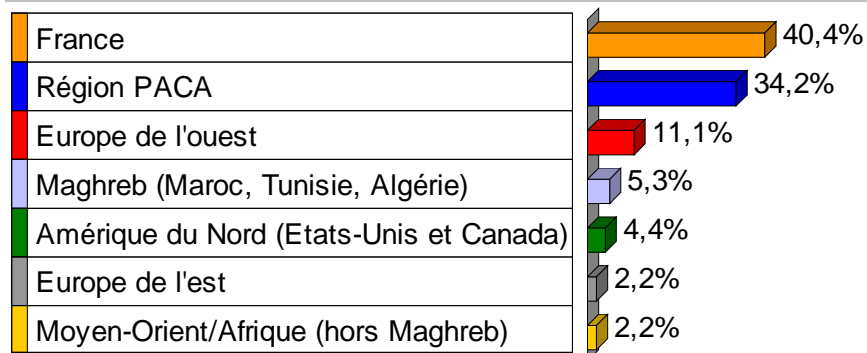 France 40,4%
Région PACA 34,2%
Europe de l'ouest 11,1%
Maghreb (Maroc, Tunisie, Algérie) 5,3%
Amérique du Nord (Etats-Unis et Canada) 4,4%
Europe de l'est 2,2%
Moyen-Orient/Afrique (hors Maghreb) 2,2%